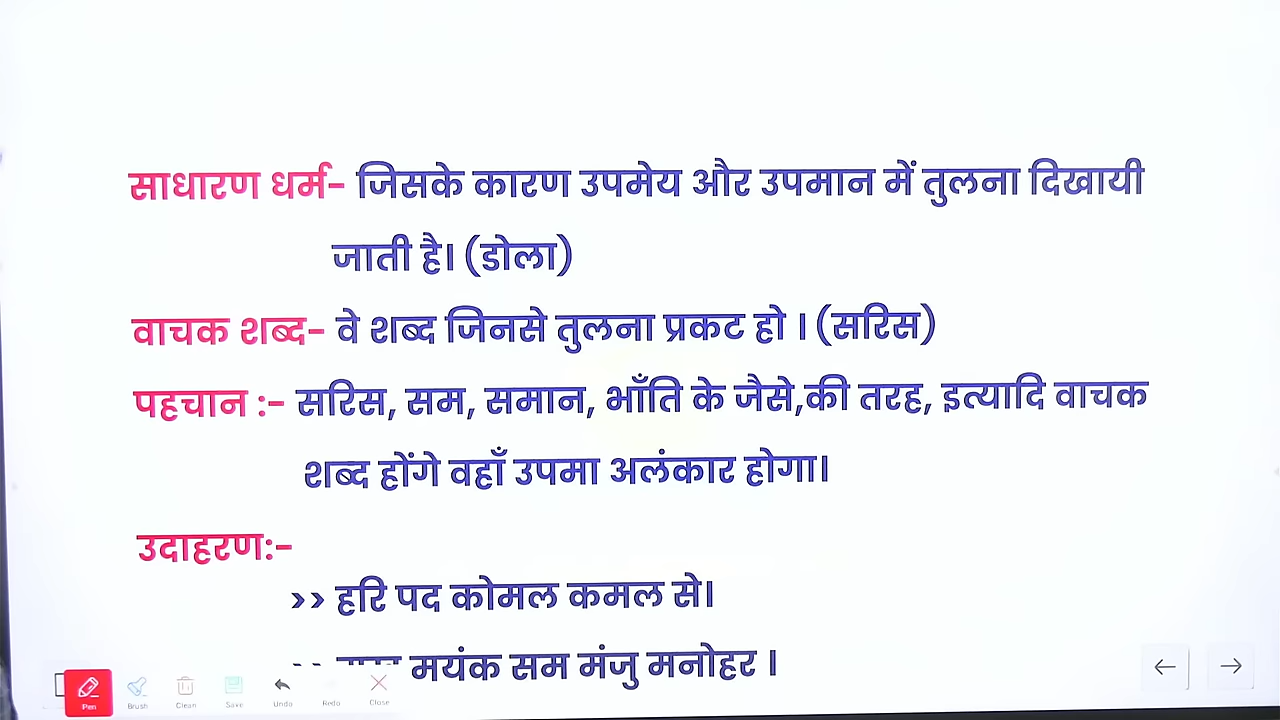 साधारण धर्म- जिसके कारण उपमेय और उपमान में तुलना दिखायी
जाती है। (डोला)
वाचक शब्द- वे शब्द जिनसे तुलना प्रकट हो । (सरिस)
पहचान :- सरिस, सम, समान, भाँति के जैसे,की तरह, इत्यादि वाचक
शब्द होंगे वहाँ उपमा अलंकार होगा।
उदाहरण:-
>> हरि पद कोमल कमल से।
मयंक सम मंजु मनोहर ।
Pen Brush Clean Save Undo Redo Close